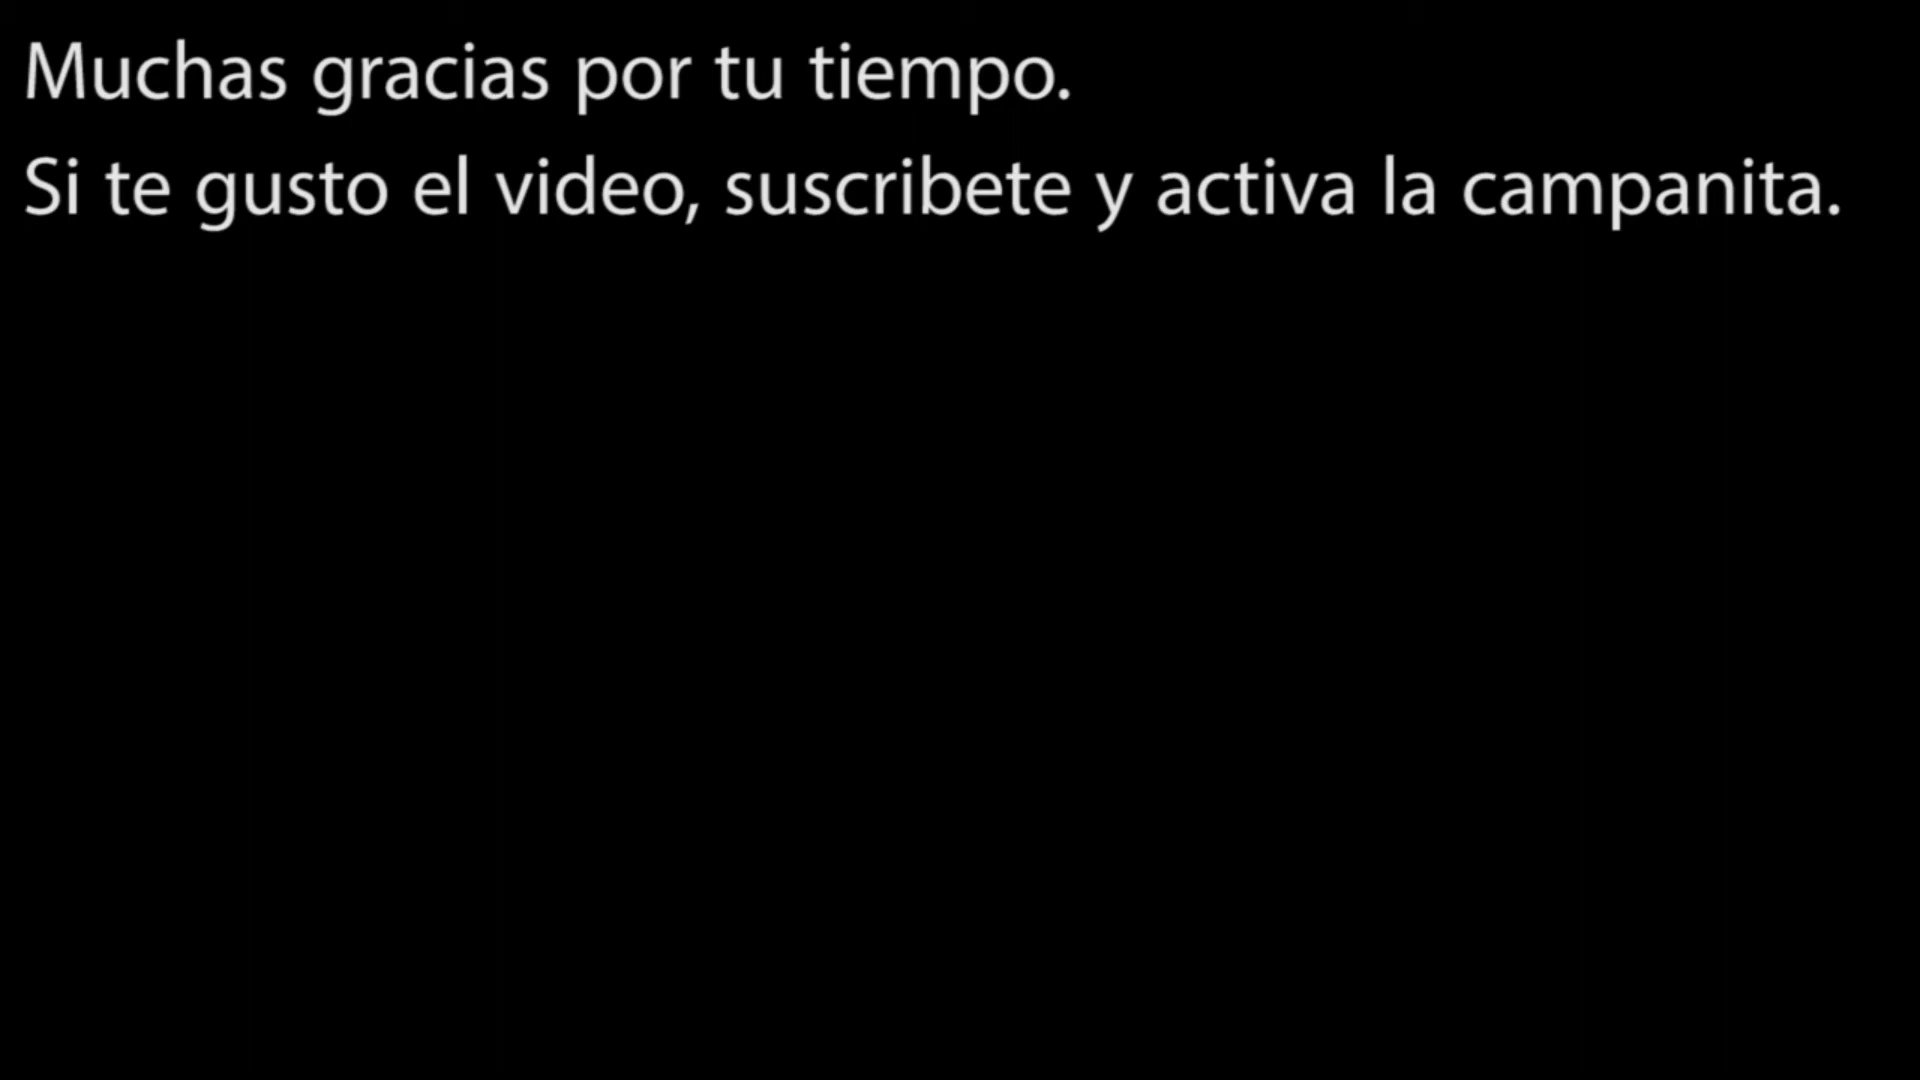 Muchas gracias por tu tiempo.
Si te gusto el video, suscribete y activa la campanita.